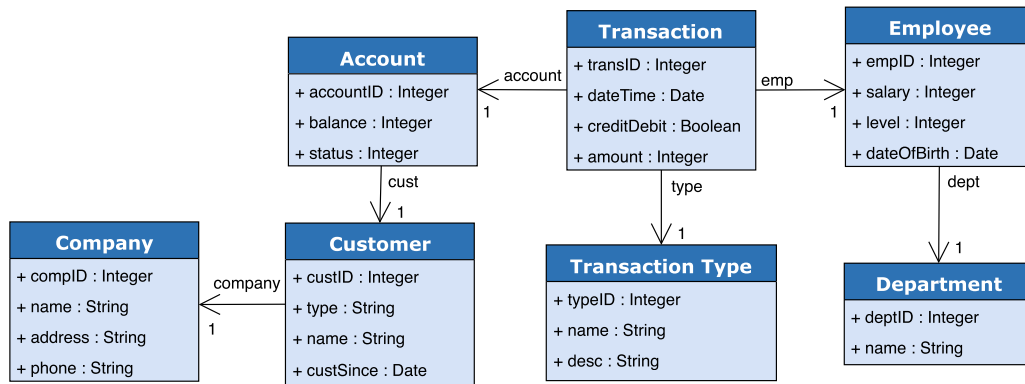 Account
+ accountID : Integer
+ balance : Integer
+ status : Integer
account
1
Transaction
+ transID : Integer
+ dateTime : Date
+ creditDebit : Boolean
+ amount : Integer
emp
1
Employee
+ empID : Integer
+ salary : Integer
+ level : Integer
+ dateOfBirth : Date
cust
1
type
1
dept
1
Company
+ compID : Integer
+ name : String
+ address : String
+ phone : String
company
1
Customer
+ custID : Integer
+ type : String
+ name : String
+ custSince : Date
Transaction Type
+ typeID : Integer
+ name : String
+ desc : String
Department
+ deptID : Integer
+ name : String